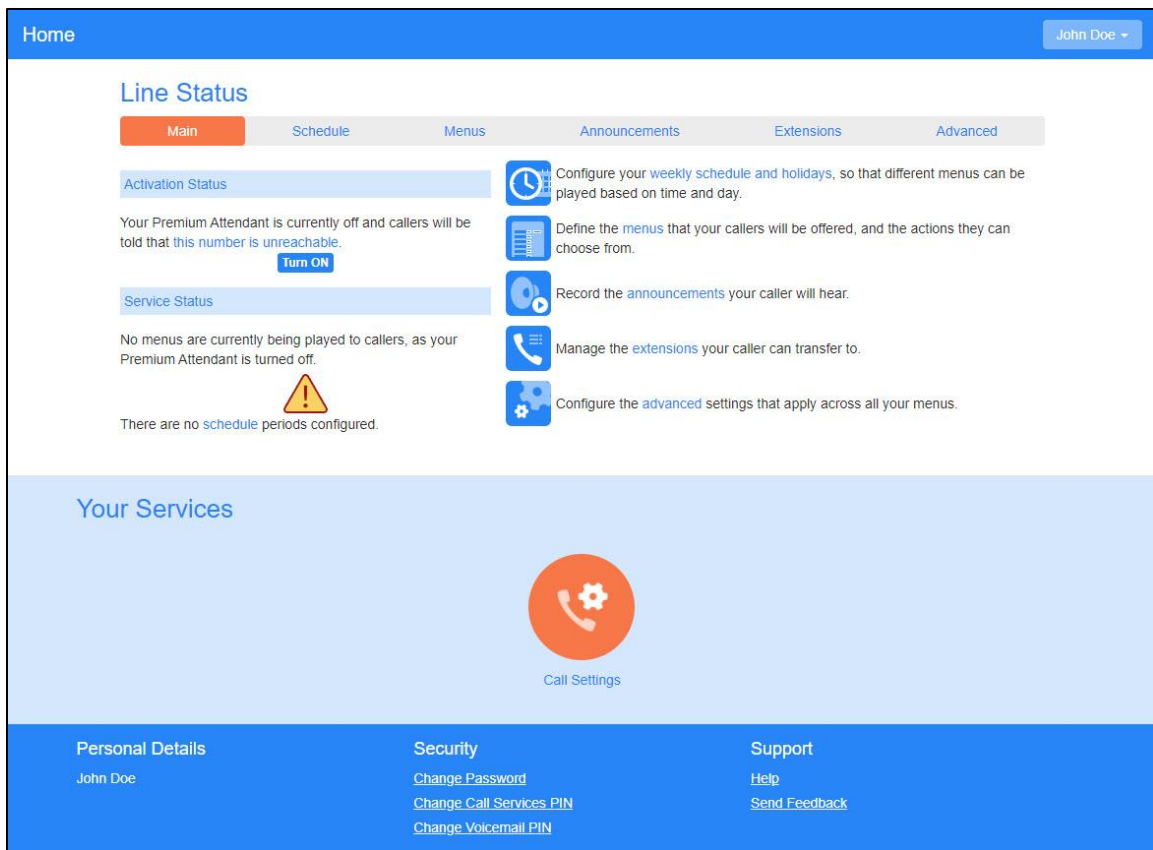 Home
John Doe
Line Status
Main Schedule Menus Announcements Extensions Advanced
Activation Status
Your Premium Attendant is currently off and callers will be
told that this number is unreachable.
Turn ON
Service Status
No menus are currently being played to callers, as your
Premium Attendant is turned off.
There are no schedule periods configured.
Configure your weekly schedule and holidays, so that different menus can be
played based on time and day.
Define the menus that your callers will be offered, and the actions they can
choose from.
Record the announcements your caller will hear.
Manage the extensions your caller can transfer to.
Configure the advanced settings that apply across all your menus.
Your Services
Call Settings
Personal Details
John Doe
Security
Change Password
Change Call Services PIN
Change Voicemail PIN
Support
Help
Send Feedback